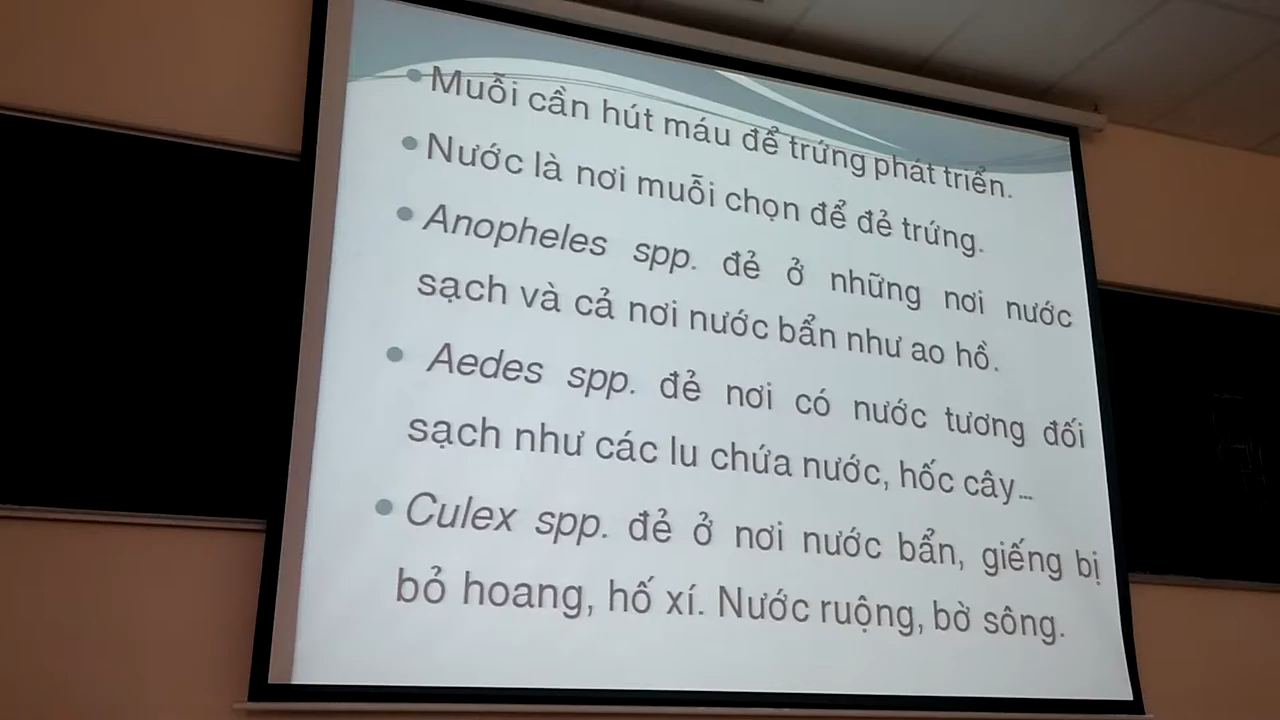 • Muỗi cần hút máu để trứng phát triển.
• Nước là nơi muỗi chọn để đẻ trứng.
• Anopheles spp. đẻ ở những nơi nước
sạch và cả nơi nước bẩn như ao hồ.
• Aedes spp. đẻ nơi có nước tương đối
sạch như các lu chứa nước, hốc cây...
• Culex spp. đẻ ở nơi nước bẩn, giếng bị
bỏ hoang, hố xí. Nước ruộng, bờ sông.